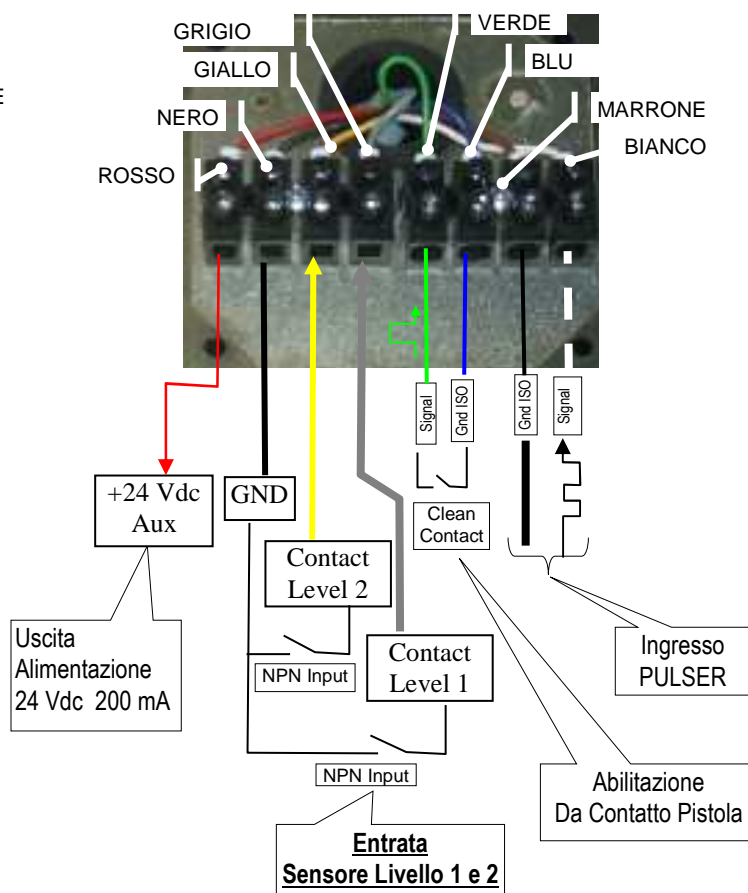 GRIGIO
VERDE
GIALLO
BLU
E
NERO
MARRONE
ROSSO
BIANCO
Signal
Gnd ISO
Gnd ISO
Signal
+24 Vdc
Aux
GND
Clean
Contact
Contact
Level 2
Uscita
Alimentazione
24 Vdc 200 mA
NPN Input
Contact
Level 1
Ingresso
PULSER
NPN Input
Abilitazione
Da Contatto Pistola
Entrata
Sensore Livello 1 e 2